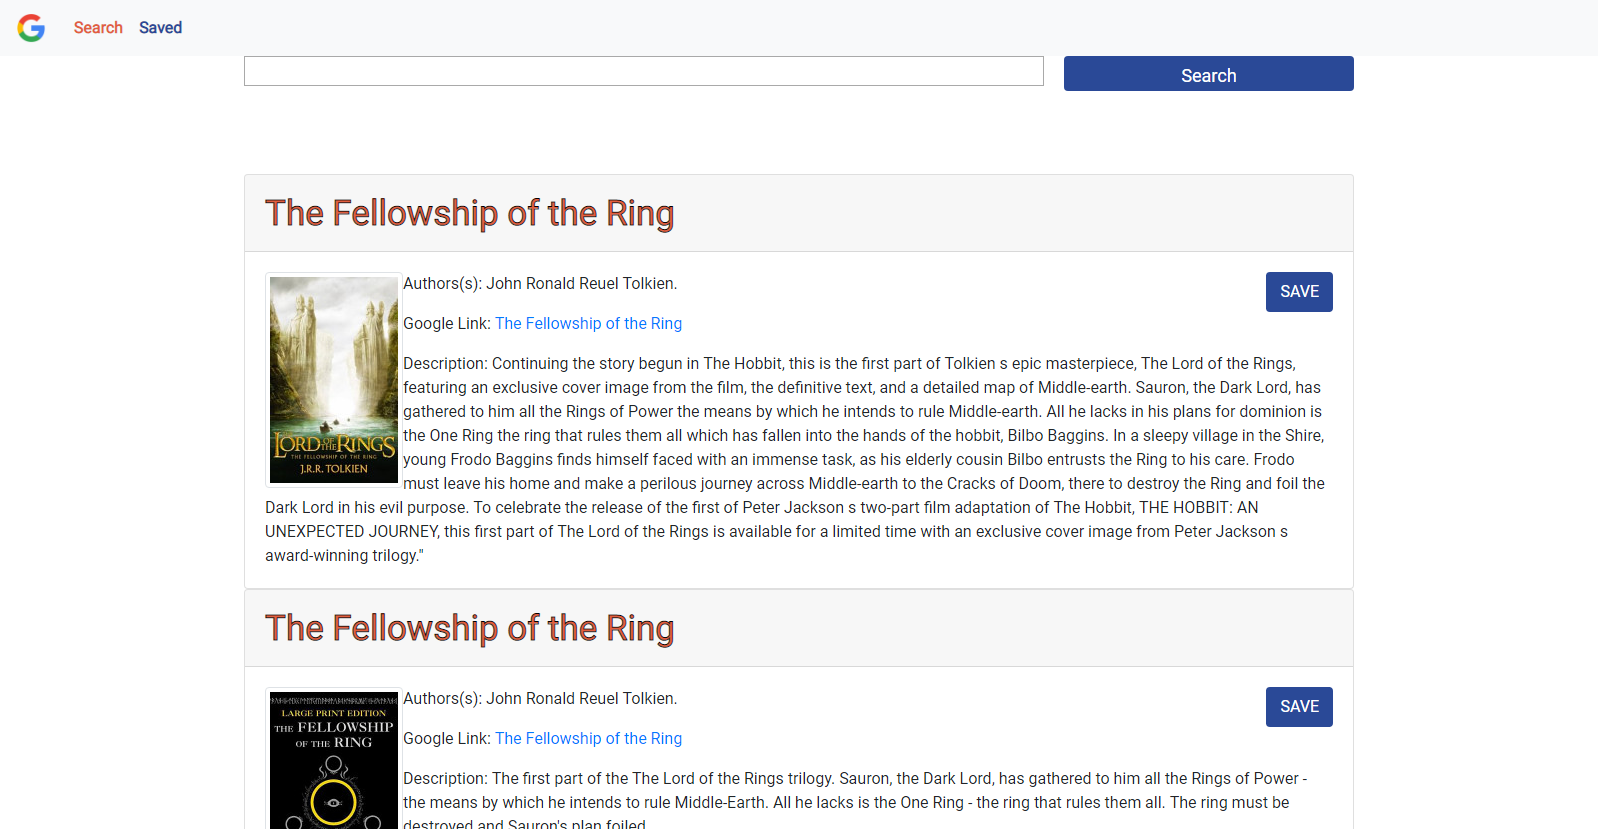 Search Saved
Search
The Fellowship of the Ring
Authors(s): John Ronald Reuel Tolkien.
SAVE
Google Link: The Fellowship of the Ring
Description: Continuing the story begun in The Hobbit, this is the first part of Tolkien s epic masterpiece, The Lord of the Rings,
featuring an exclusive cover image from the film, the definitive text, and a detailed map of Middle-earth. Sauron, the Dark Lord, has
gathered to him all the Rings of Power the means by which he intends to rule Middle-earth. All he lacks in his plans for dominion is
the One Ring the ring that rules them all which has fallen into the hands of the hobbit, Bilbo Baggins. In a sleepy village in the Shire,
young Frodo Baggins finds himself faced with an immense task, as his elderly cousin Bilbo entrusts the Ring to his care. Frodo
must leave his home and make a perilous journey across Middle-earth to the Cracks of Doom, there to destroy the Ring and foil the
Dark Lord in his evil purpose. To celebrate the release of the first of Peter Jackson s two-part film adaptation of The Hobbit, THE HOBBIT: AN
UNEXPECTED JOURNEY, this first part of The Lord of the Rings is available for a limited time with an exclusive cover image from Peter Jackson s
award-winning trilogy."
THE LORD OF THE RINGS
THE FELLOWSHIP OF THE RING
J.R.R. TOLKIEN
The Fellowship of the Ring
Authors(s): John Ronald Reuel Tolkien.
SAVE
Google Link: The Fellowship of the Ring
Description: The first part of the The Lord of the Rings trilogy. Sauron, the Dark Lord, has gathered to him all the Rings of Power -
the means by which he intends to rule Middle-Earth. All he lacks is the One Ring - the ring that rules them all. The ring must be
destroyed and Sauron's plan foiled.
LARGE PRINT EDITION
THE FELLOWSHIP
OF THE RING